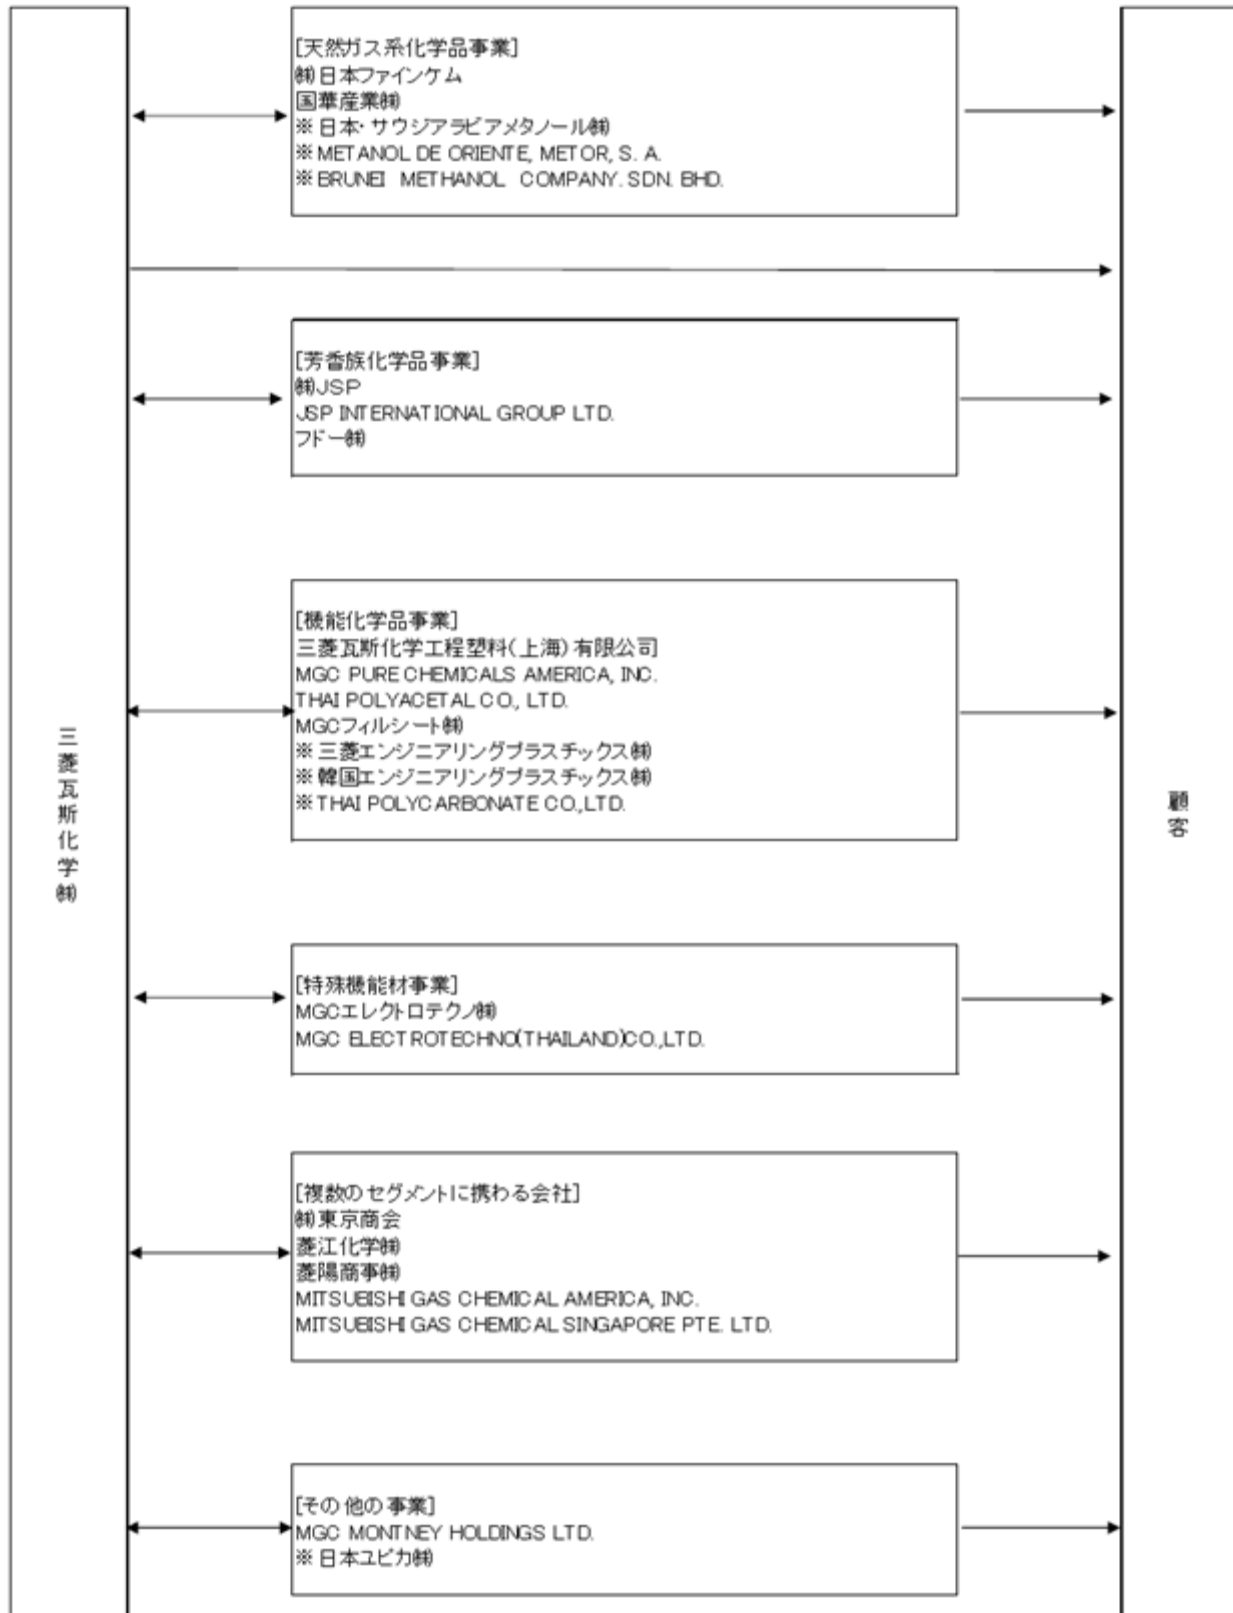 [天然ガス系化学品事業]
㈱日本ファインケム
国華産業㈱
※日本・サウジアラビアメタノール㈱
※METANOL DE ORIENTE, METOR, S. A.
※BRUNEI METHANOL COMPANY. SDN. BHD.
[芳香族化学品事業]
㈱JSP
JSP INTERNATIONAL GROUP LTD.
フドー㈱
[機能化学品事業]
三菱瓦斯化学工程塑料(上海)有限公司
MGC PURE CHEMICALS AMERICA, INC.
THAI POLYACETAL CO., LTD.
MGCフィルシート㈱
※三菱エンジニアリングプラスチックス㈱
※韓国エンジニアリングプラスチックス㈱
※THAI POLYCARBONATE CO.,LTD.
三菱瓦斯化学㈱
顧客
[特殊機能材事業]
MGCエレクトロテクノ㈱
MGC ELECTROTECHNO(THAILAND)CO.,LTD.
[複数のセグメントに携わる会社]
㈱東京商会
菱江化学㈱
菱陽商事㈱
MITSUBISHI GAS CHEMICAL AMERICA, INC.
MITSUBISHI GAS CHEMICAL SINGAPORE PTE. LTD.
[その他の事業]
MGC MONTNEY HOLDINGS LTD.
※日本ユピカ㈱